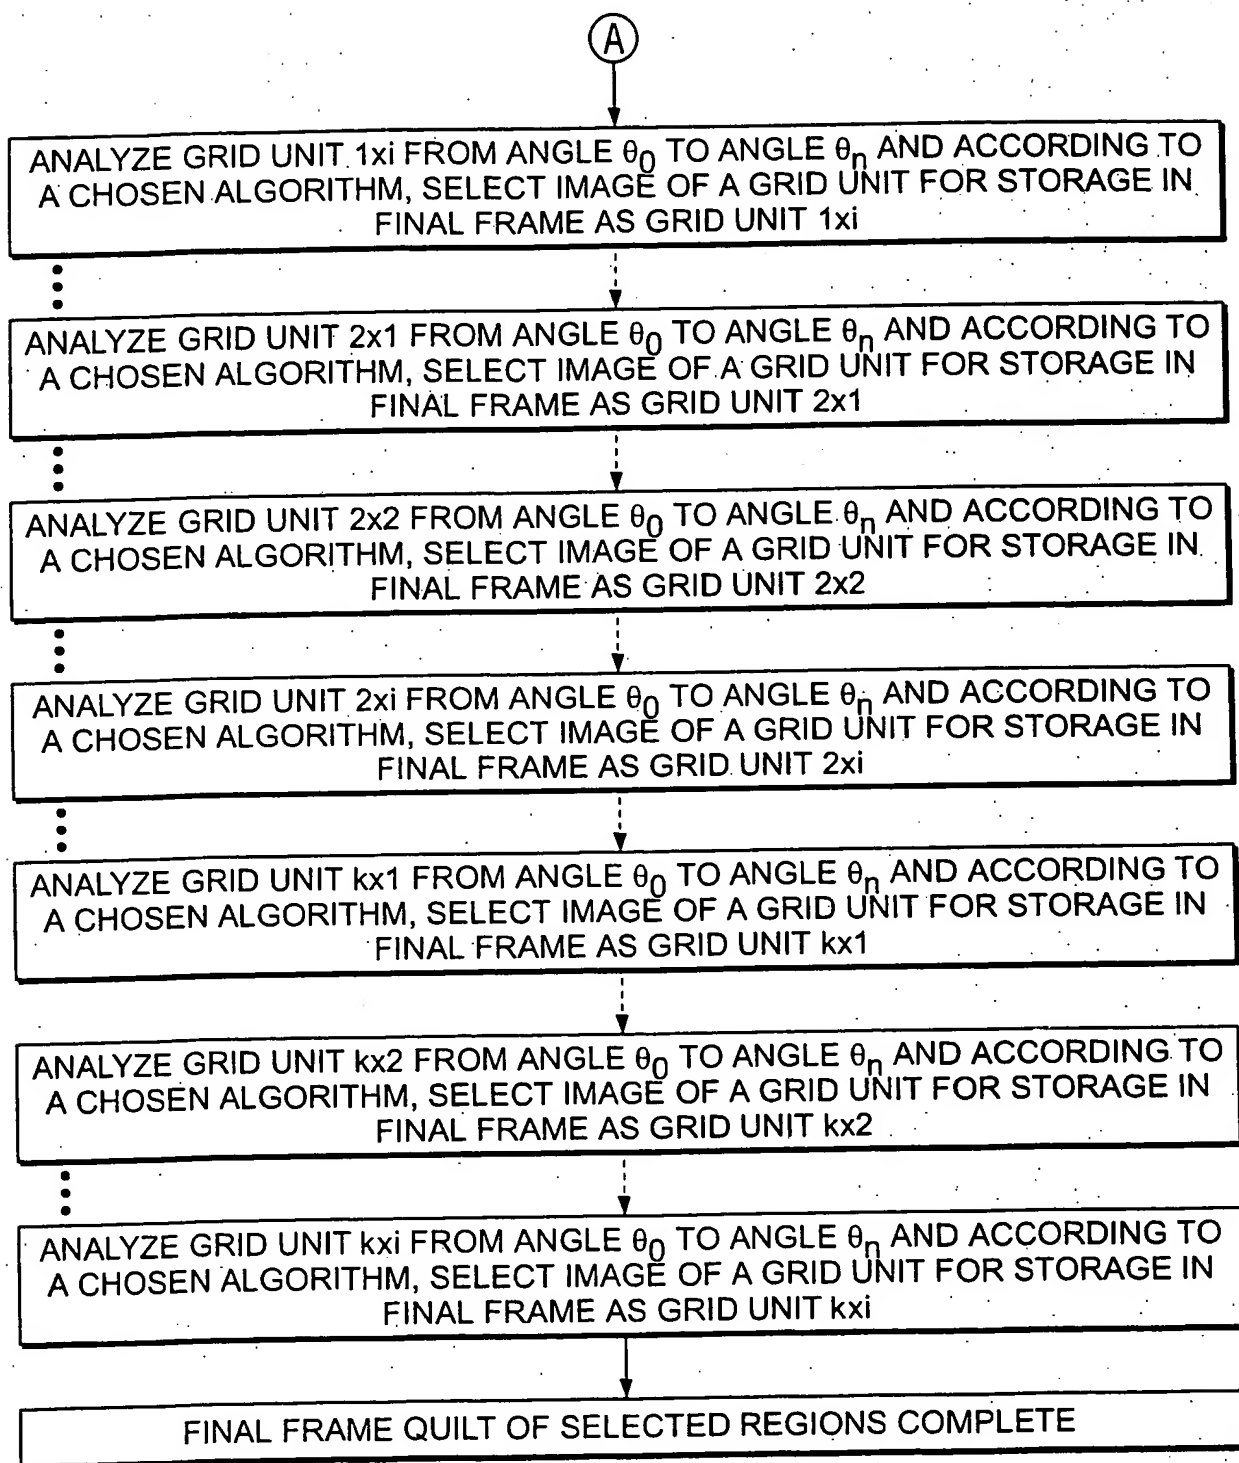 A
ANALYZE GRID UNIT 1xi FROM ANGLE θ0 TO ANGLE θn AND ACCORDING TO
A CHOSEN ALGORITHM, SELECT IMAGE OF A GRID UNIT FOR STORAGE IN
FINAL FRAME AS GRID UNIT 1xi
ANALYZE GRID UNIT 2x1 FROM ANGLE θ0 TO ANGLE θn AND ACCORDING TO
A CHOSEN ALGORITHM, SELECT IMAGE OF A GRID UNIT FOR STORAGE IN
FINAL FRAME AS GRID UNIT 2x1
ANALYZE GRID UNIT 2x2 FROM ANGLE θ0 TO ANGLE θn AND ACCORDING TO
A CHOSEN ALGORITHM, SELECT IMAGE OF A GRID UNIT FOR STORAGE IN
FINAL FRAME AS GRID UNIT 2x2
ANALYZE GRID UNIT 2xi FROM ANGLE θ0 TO ANGLE θn AND ACCORDING TO
A CHOSEN ALGORITHM, SELECT IMAGE OF A GRID UNIT FOR STORAGE IN
FINAL FRAME AS GRID UNIT 2xi
ANALYZE GRID UNIT kx1 FROM ANGLE θ0 TO ANGLE θn AND ACCORDING TO
A CHOSEN ALGORITHM, SELECT IMAGE OF A GRID UNIT FOR STORAGE IN
FINAL FRAME AS GRID UNIT kx1
ANALYZE GRID UNIT kx2 FROM ANGLE θ0 TO ANGLE θn AND ACCORDING TO
A CHOSEN ALGORITHM, SELECT IMAGE OF A GRID UNIT FOR STORAGE IN
FINAL FRAME AS GRID UNIT kx2
ANALYZE GRID UNIT kxi FROM ANGLE θ0 TO ANGLE θn AND ACCORDING TO
A CHOSEN ALGORITHM, SELECT IMAGE OF A GRID UNIT FOR STORAGE IN
FINAL FRAME AS GRID UNIT kxi
FINAL FRAME QUILT OF SELECTED REGIONS COMPLETE